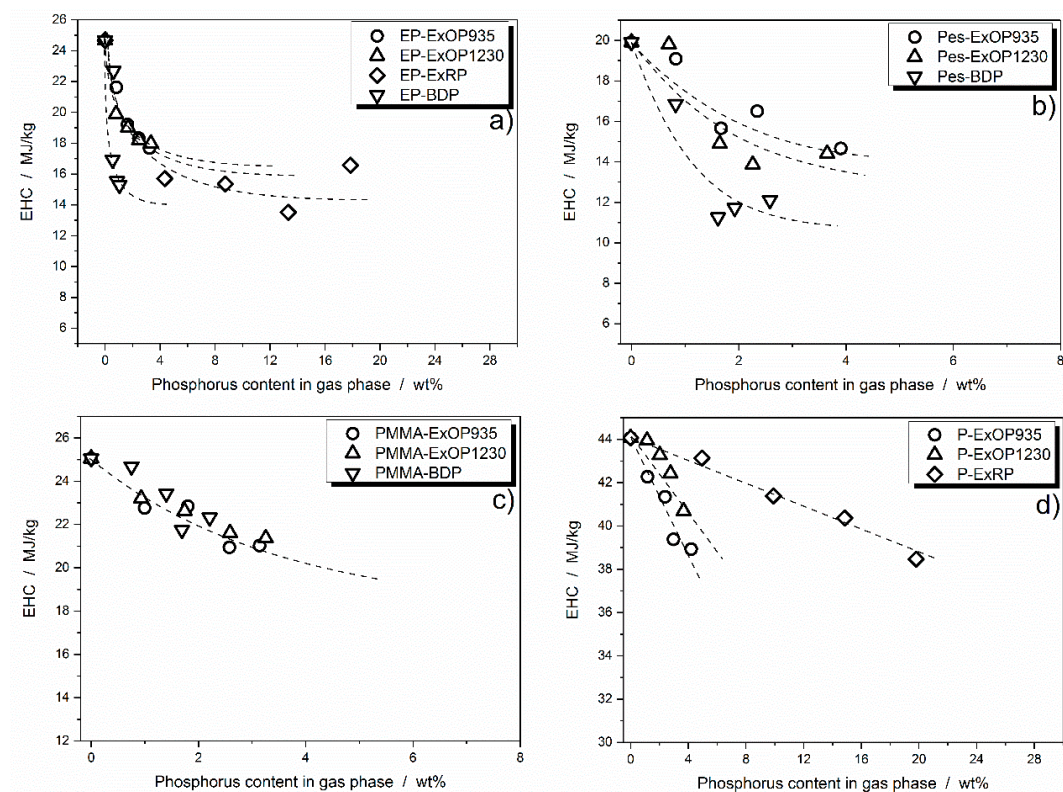 26
24
22
20
18
16
14
12
10
8
6
EHC / MJ/kg
EP-ExOP935
EP-ExOP1230
EP-ExRP
EP-BDP
a)
0 4 8 12 16 20 24 28
Phosphorus content in gas phase / wt%
20
18
16
14
12
10
8
6
4
2
EHC / MJ/kg
Pes-ExOP935
Pes-ExOP1230
Pes-BDP
b)
0 2 4 6 8
Phosphorus content in gas phase / wt%
26
24
22
20
18
16
14
12
EHC / MJ/kg
PMMA-ExOP935
PMMA-ExOP1230
PMMA-BDP
c)
0 2 4 6 8
Phosphorus content in gas phase / wt%
44
42
40
38
36
34
32
30
EHC / MJ/kg
P-ExOP935
P-ExOP1230
P-ExRP
d)
0 4 8 12 16 20 24 28
Phosphorus content in gas phase / wt%